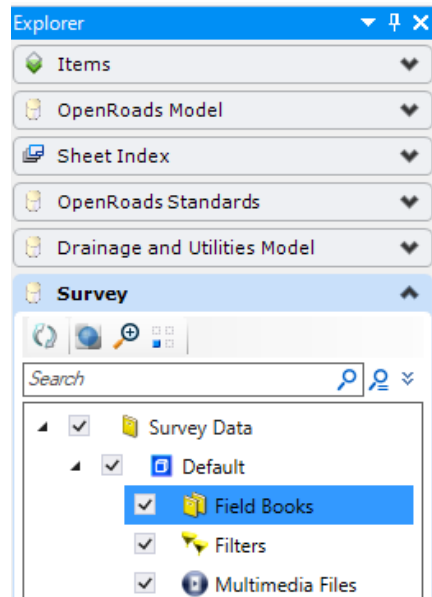 Explorer
Items
OpenRoads Model
Sheet Index
OpenRoads Standards
Drainage and Utilities Model
Survey
Search
Survey Data
Default
Field Books
Filters
Multimedia Files